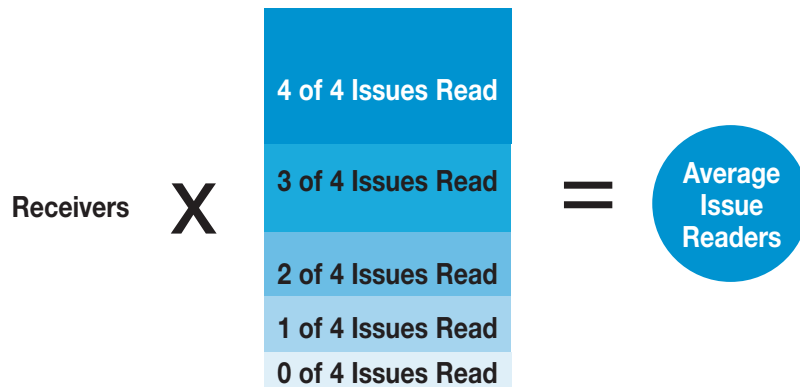 4 of 4 Issues Read
3 of 4 Issues Read
Receivers X = Average
Issue
Readers
2 of 4 Issues Read
1 of 4 Issues Read
0 of 4 Issues Read